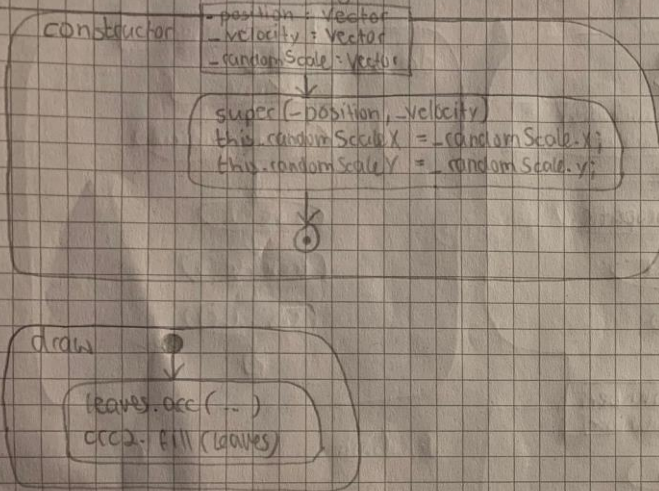 constructor
_position : Vector
_velocity : Vector
_randomScale : Vector
super(_position, _velocity)
this.randomScaleX = _randomScale.x;
this.randomScaleY = _randomScale.y;
draw
leaves.arc(...)
crc2.fill(leaves)